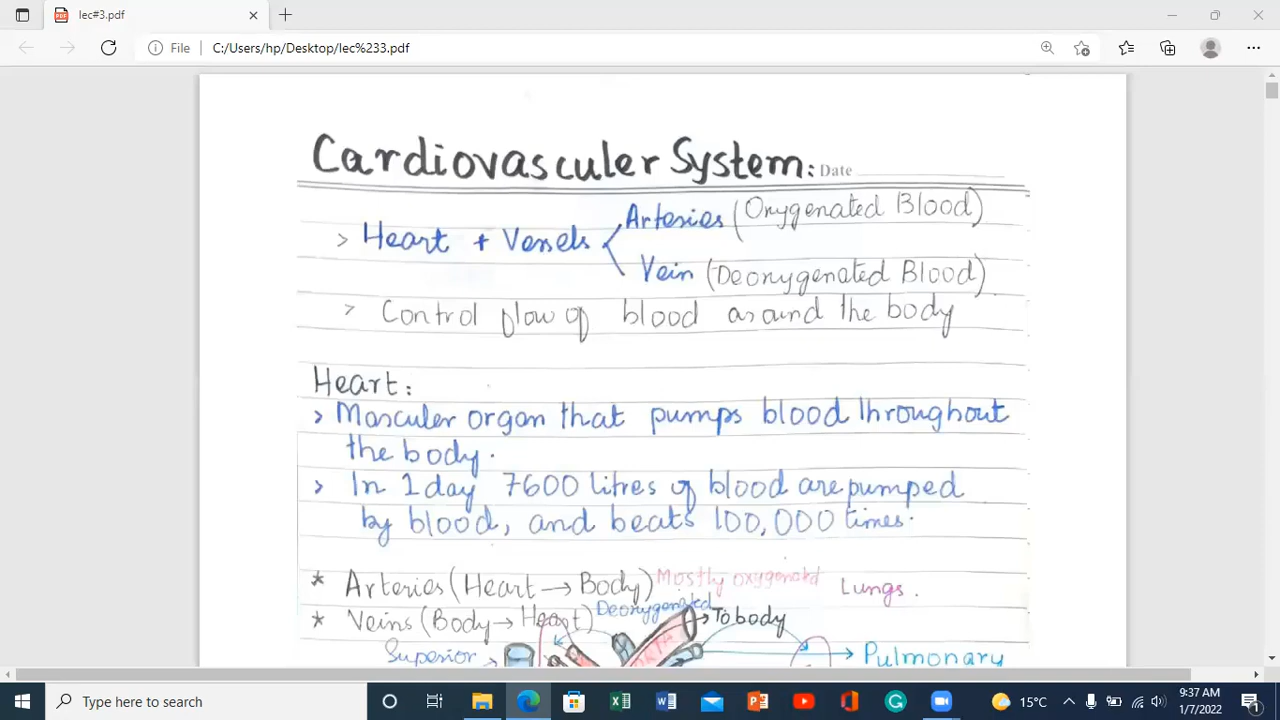 lec#3.pdf
File
C:/Users/hp/Desktop/lec%233.pdf
Cardiovasculer System:
Date
> Heart + Vessels
Arteries (Oxygenated Blood)
Vein (Deoxygenated Blood)
> Control flow of blood around the body
Heart:
> Masculer organ that pumps blood throughout
the body.
> In 1 day 7600 litres of blood are pumped
by blood, and beats 100,000 times.
* Arteries (Heart → Body) Mostly oxygenated
Lungs.
* Veins (Body → Heart) Deoxygenated
→ To body
Superior
→ Pulmonary
Type here to search
15°C
9:37 AM
1/7/2022